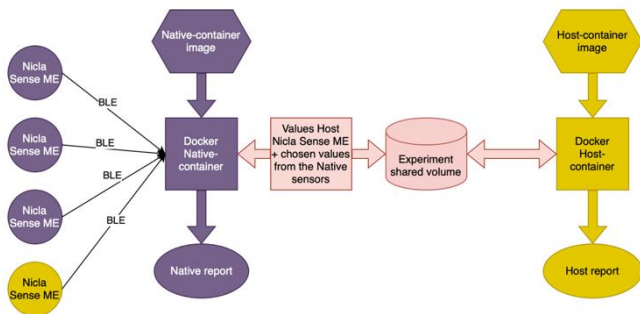 Native-container
image
Host-container
image
Nicla
Sense ME
BLE
Nicla
Sense ME
BLE
Nicla
Sense ME
BLE
Nicla
Sense ME
BLE
Docker
Native-
container
Values Host
Nicla Sense ME
+ chosen values
from the Native
sensors
Experiment
shared volume
Docker
Host-
container
Native report
Host report